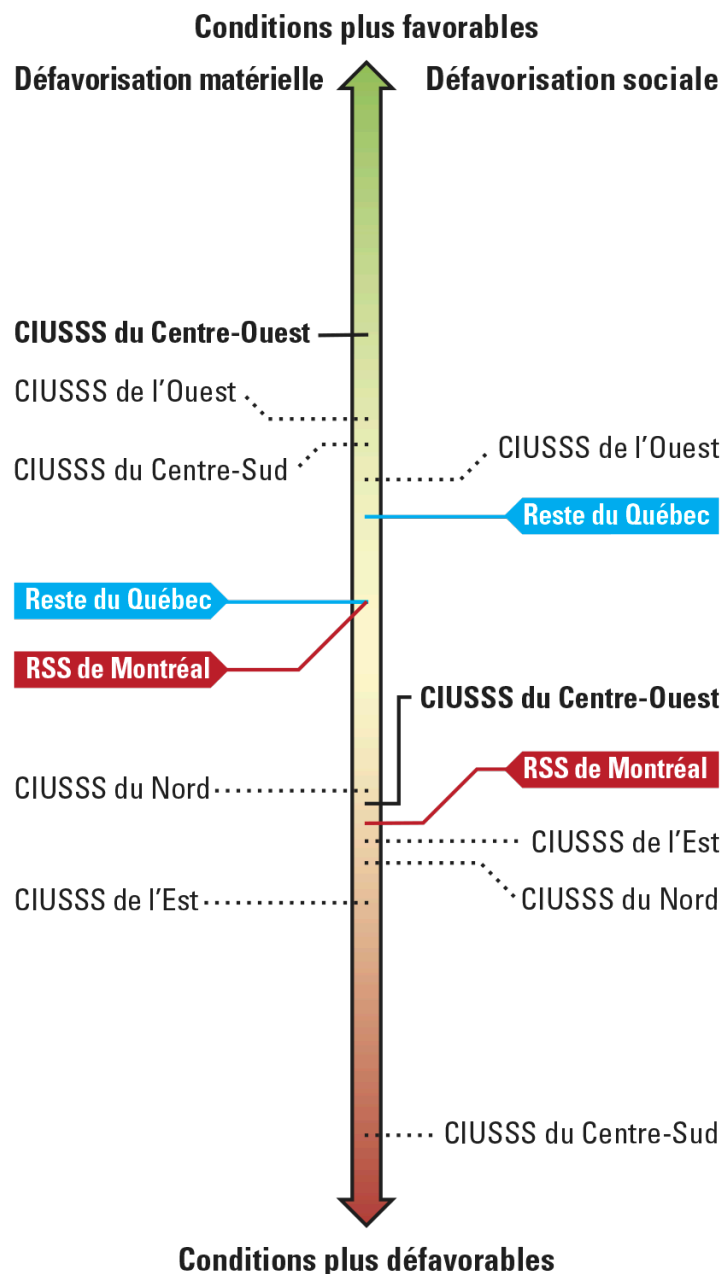 Conditions plus favorables
Défavorisation matérielle
Défavorisation sociale
CIUSSS du Centre-Ouest
CIUSSS de l'Ouest
CIUSSS du Centre-Sud
CIUSSS de l'Ouest
Reste du Québec
Reste du Québec
RSS de Montréal
CIUSSS du Centre-Ouest
RSS de Montréal
CIUSSS du Nord
CIUSSS de l'Est
CIUSSS de l'Est
CIUSSS du Nord
CIUSSS du Centre-Sud
Conditions plus défavorables